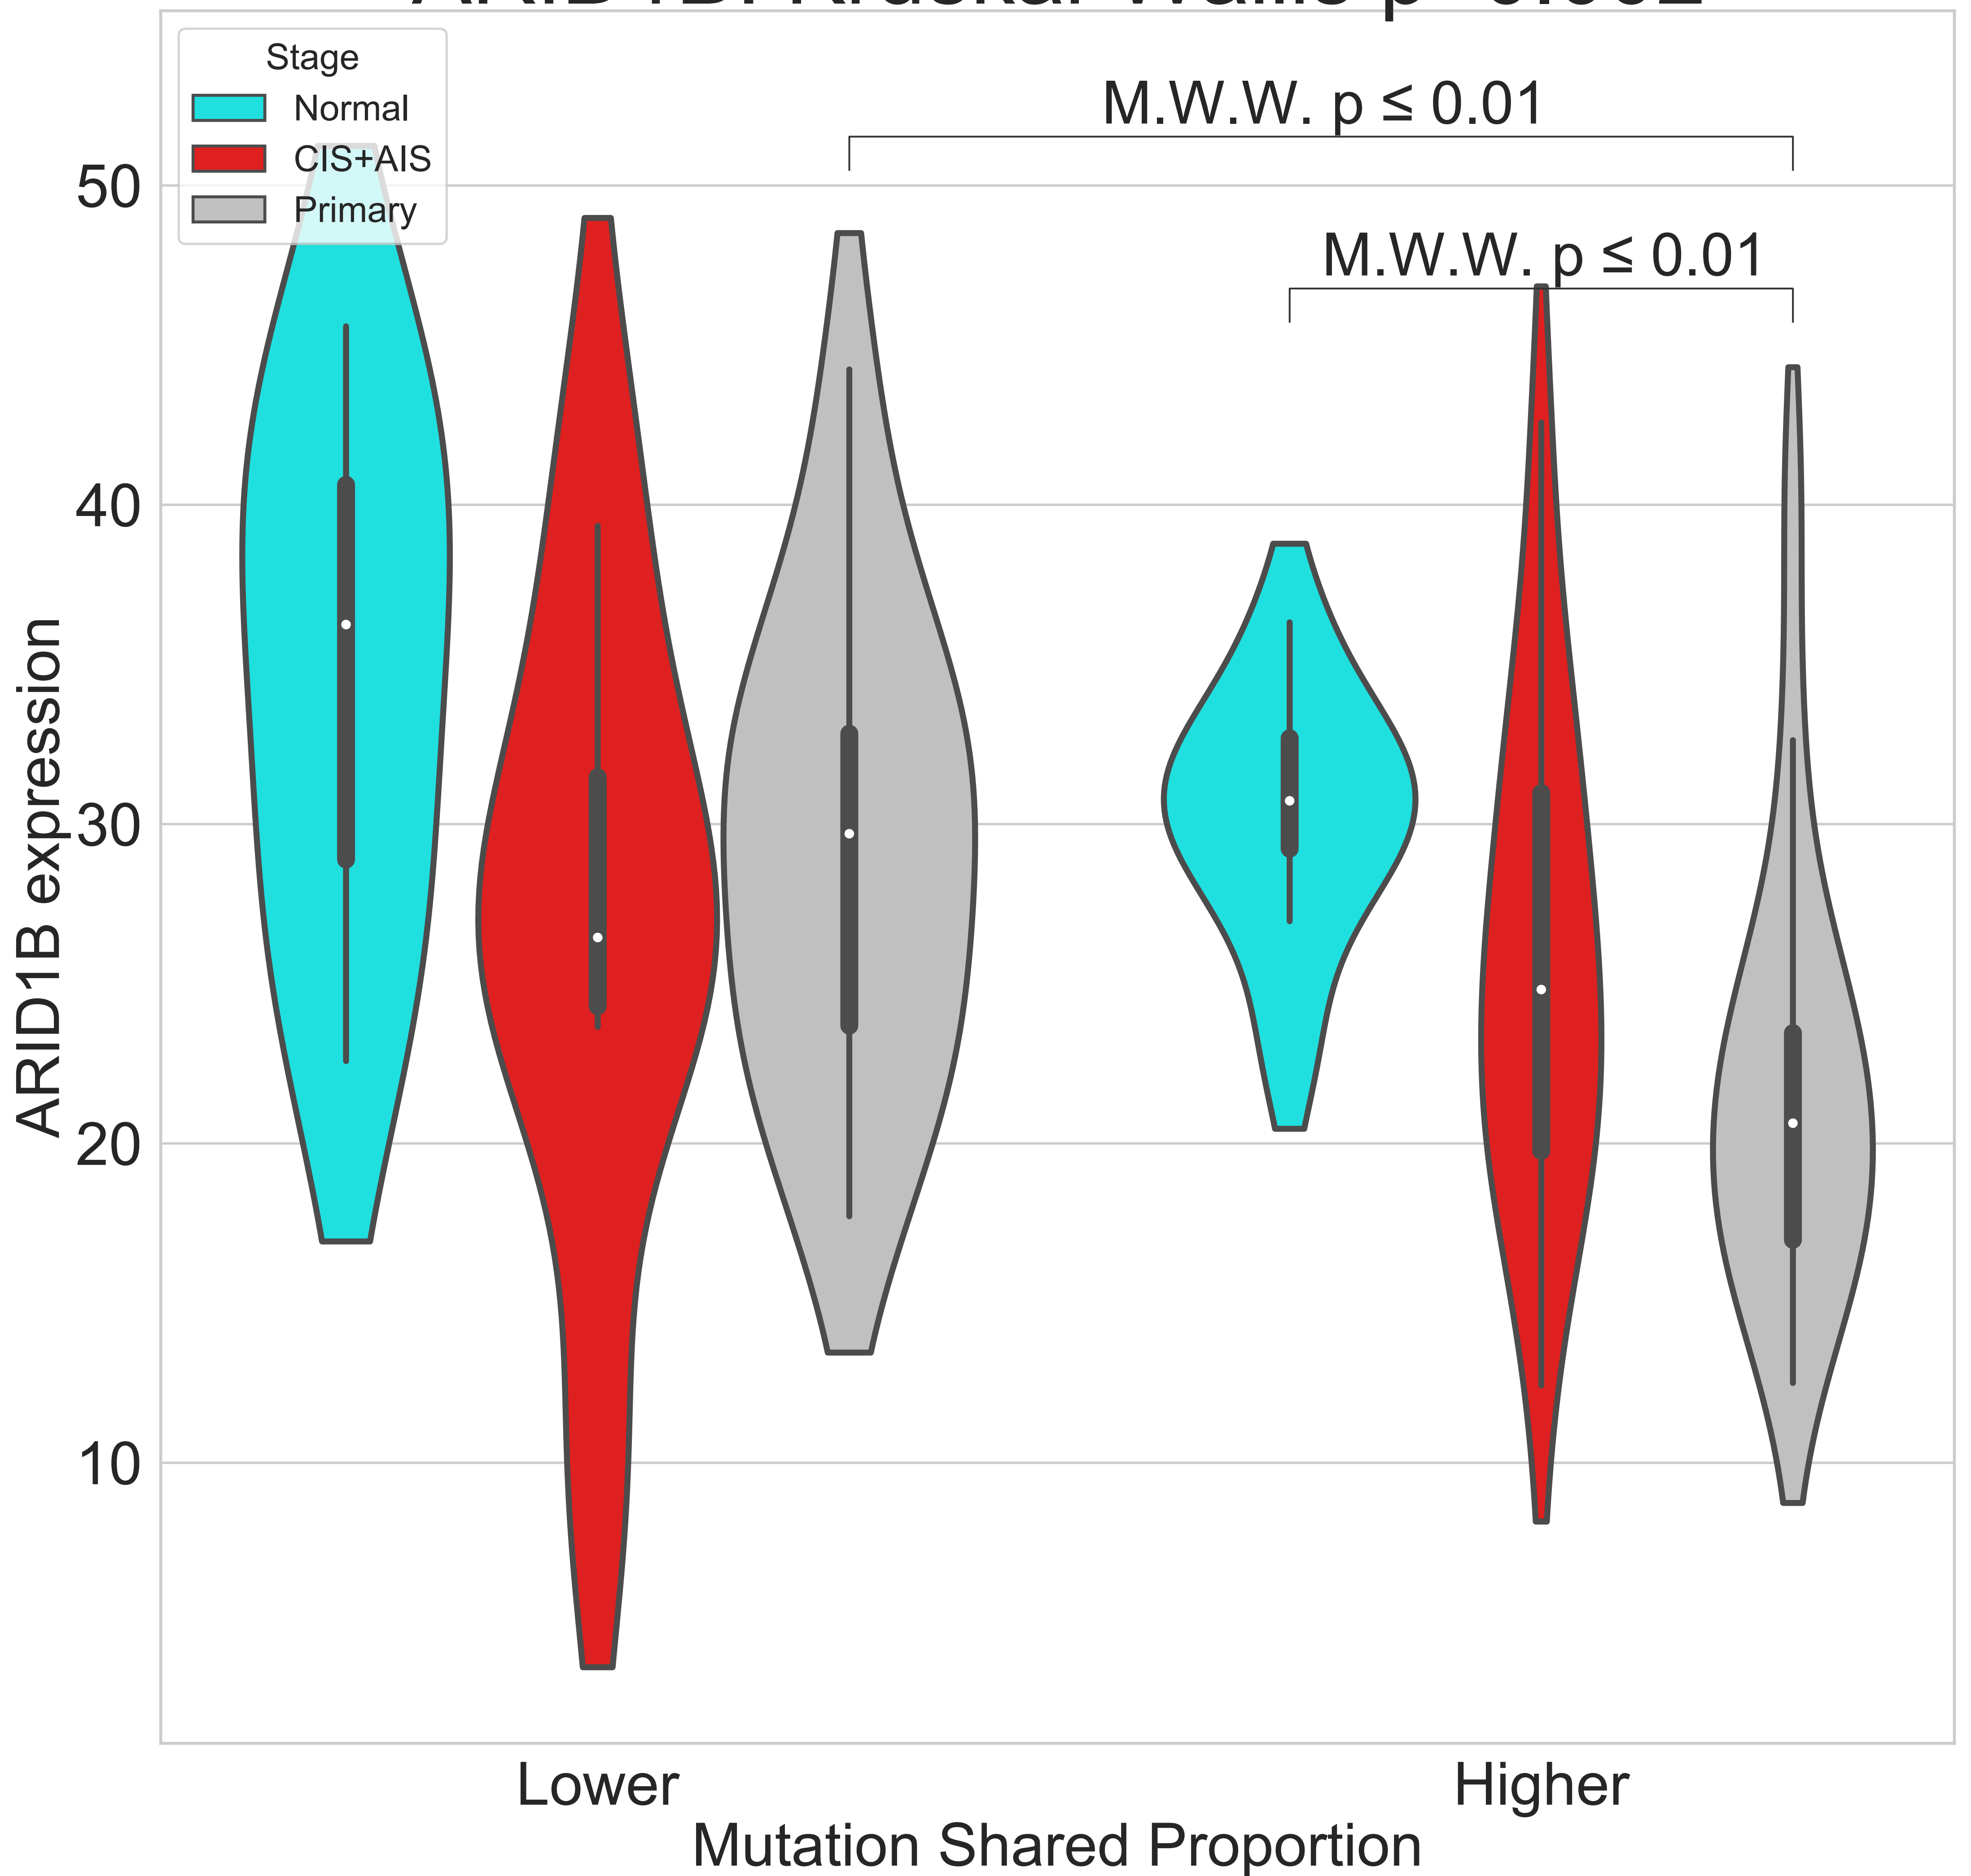 Stage
Normal
CIS+AIS
Primary
M.W.W. p ≤ 0.01
M.W.W. p ≤ 0.01
50
40
30
20
10
ARID1B expression
Lower
Higher
Mutation Shared Proportion